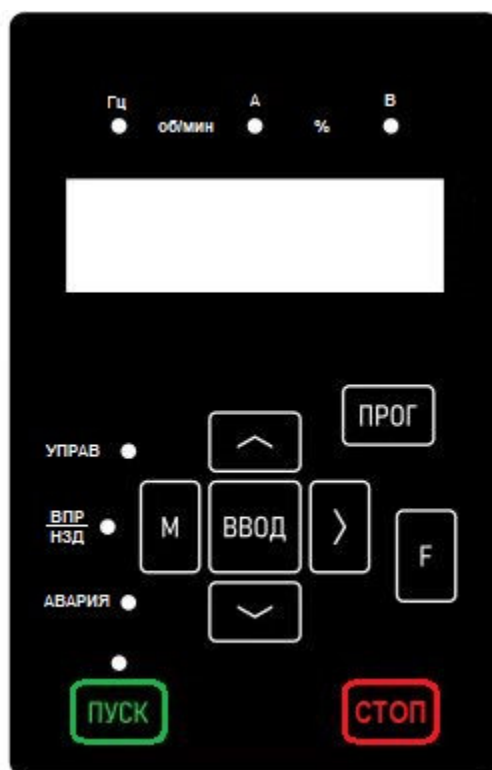 Гц А В
об/мин %
ПРОГ
УПРАВ
ВПР
НЗД
М ВВОД F
АВАРИЯ
ПУСК СТОП